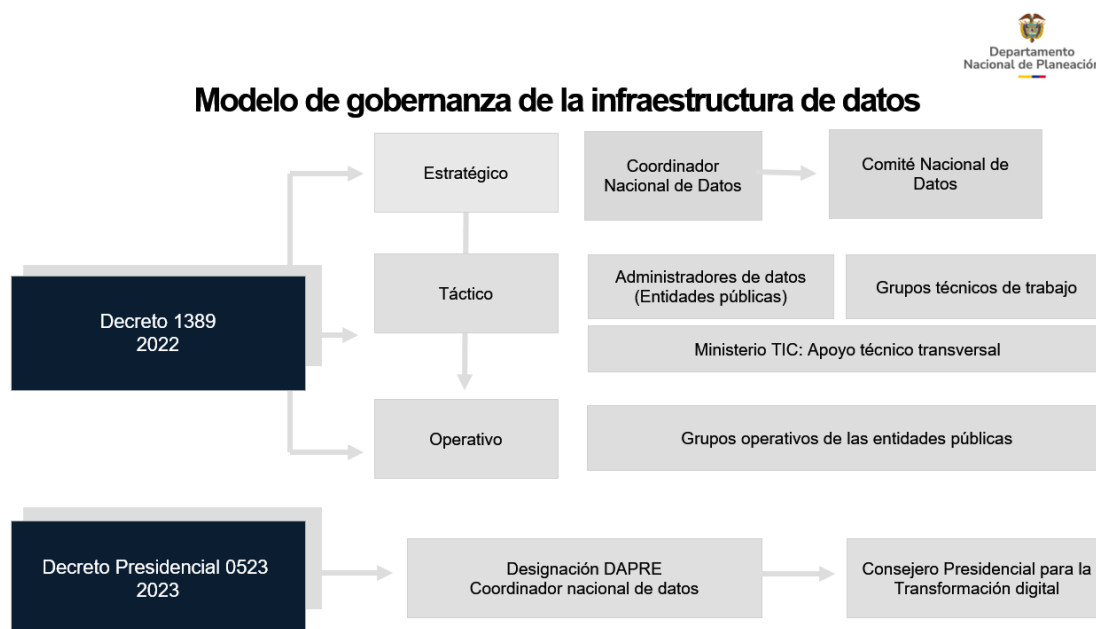 Departamento
Nacional de Planeación
Modelo de gobernanza de la infraestructura de datos
Estratégico
Coordinador
Nacional de Datos
Comité Nacional de
Datos
Decreto 1389
2022
Táctico
Administradores de datos
(Entidades públicas)
Grupos técnicos de trabajo
Ministerio TIC: Apoyo técnico transversal
Operativo
Grupos operativos de las entidades públicas
Decreto Presidencial 0523
2023
Designación DAPRE
Coordinador nacional de datos
Consejero Presidencial para la
Transformación digital